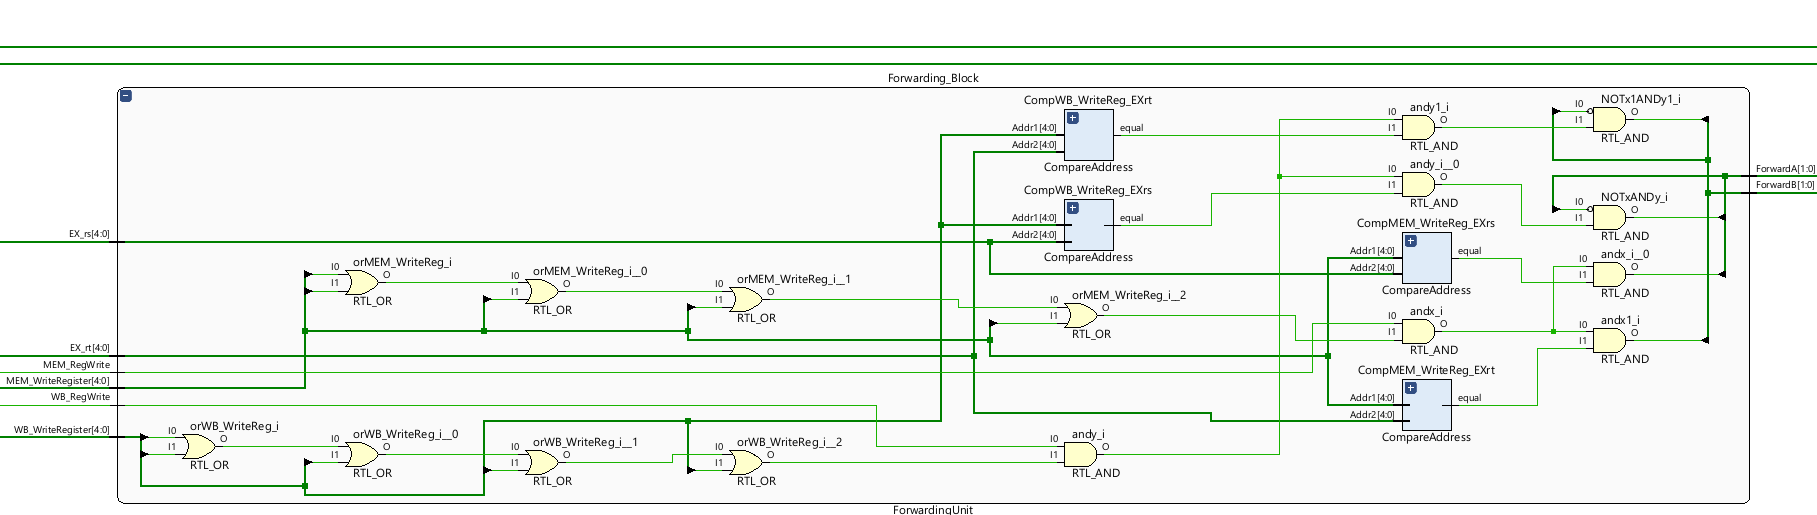 Forwarding_Block
CompWB_WriteReg_EXrt
Addr1[4:0]
Addr2[4:0]
equal
CompareAddress
CompWB_WriteReg_EXrs
Addr1[4:0]
Addr2[4:0]
equal
CompareAddress
andy1_i
I0
I1
O
RTL_AND
andy_i__0
I0
I1
O
RTL_AND
NOTx1ANDy1_i
I0
I1
O
RTL_AND
NOTxANDy_i
I0
I1
O
RTL_AND
ForwardA[1:0]
ForwardB[1:0]
CompMEM_WriteReg_EXrs
Addr1[4:0]
Addr2[4:0]
equal
CompareAddress
andx_i__0
I0
I1
O
RTL_AND
EX_rs[4:0]
orMEM_WriteReg_i
I0
I1
O
RTL_OR
orMEM_WriteReg_i__0
I0
I1
O
RTL_OR
orMEM_WriteReg_i__1
I0
I1
O
RTL_OR
orMEM_WriteReg_i__2
I0
I1
O
RTL_OR
andx_i
I0
I1
O
RTL_AND
andx1_i
I0
I1
O
RTL_AND
EX_rt[4:0]
MEM_RegWrite
MEM_WriteRegister[4:0]
WB_RegWrite
WB_WriteRegister[4:0]
CompMEM_WriteReg_EXrt
Addr1[4:0]
Addr2[4:0]
equal
CompareAddress
orWB_WriteReg_i
I0
I1
O
RTL_OR
orWB_WriteReg_i__0
I0
I1
O
RTL_OR
orWB_WriteReg_i__1
I0
I1
O
RTL_OR
orWB_WriteReg_i__2
I0
I1
O
RTL_OR
andy_i
I0
I1
O
RTL_AND
ForwardingUnit